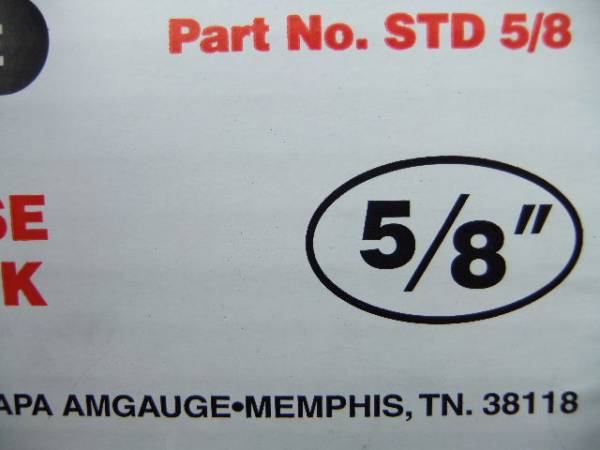 Part No. STD 5/8
SE
5/8"
K
APA AMGAUGE•MEMPHIS, TN. 38118